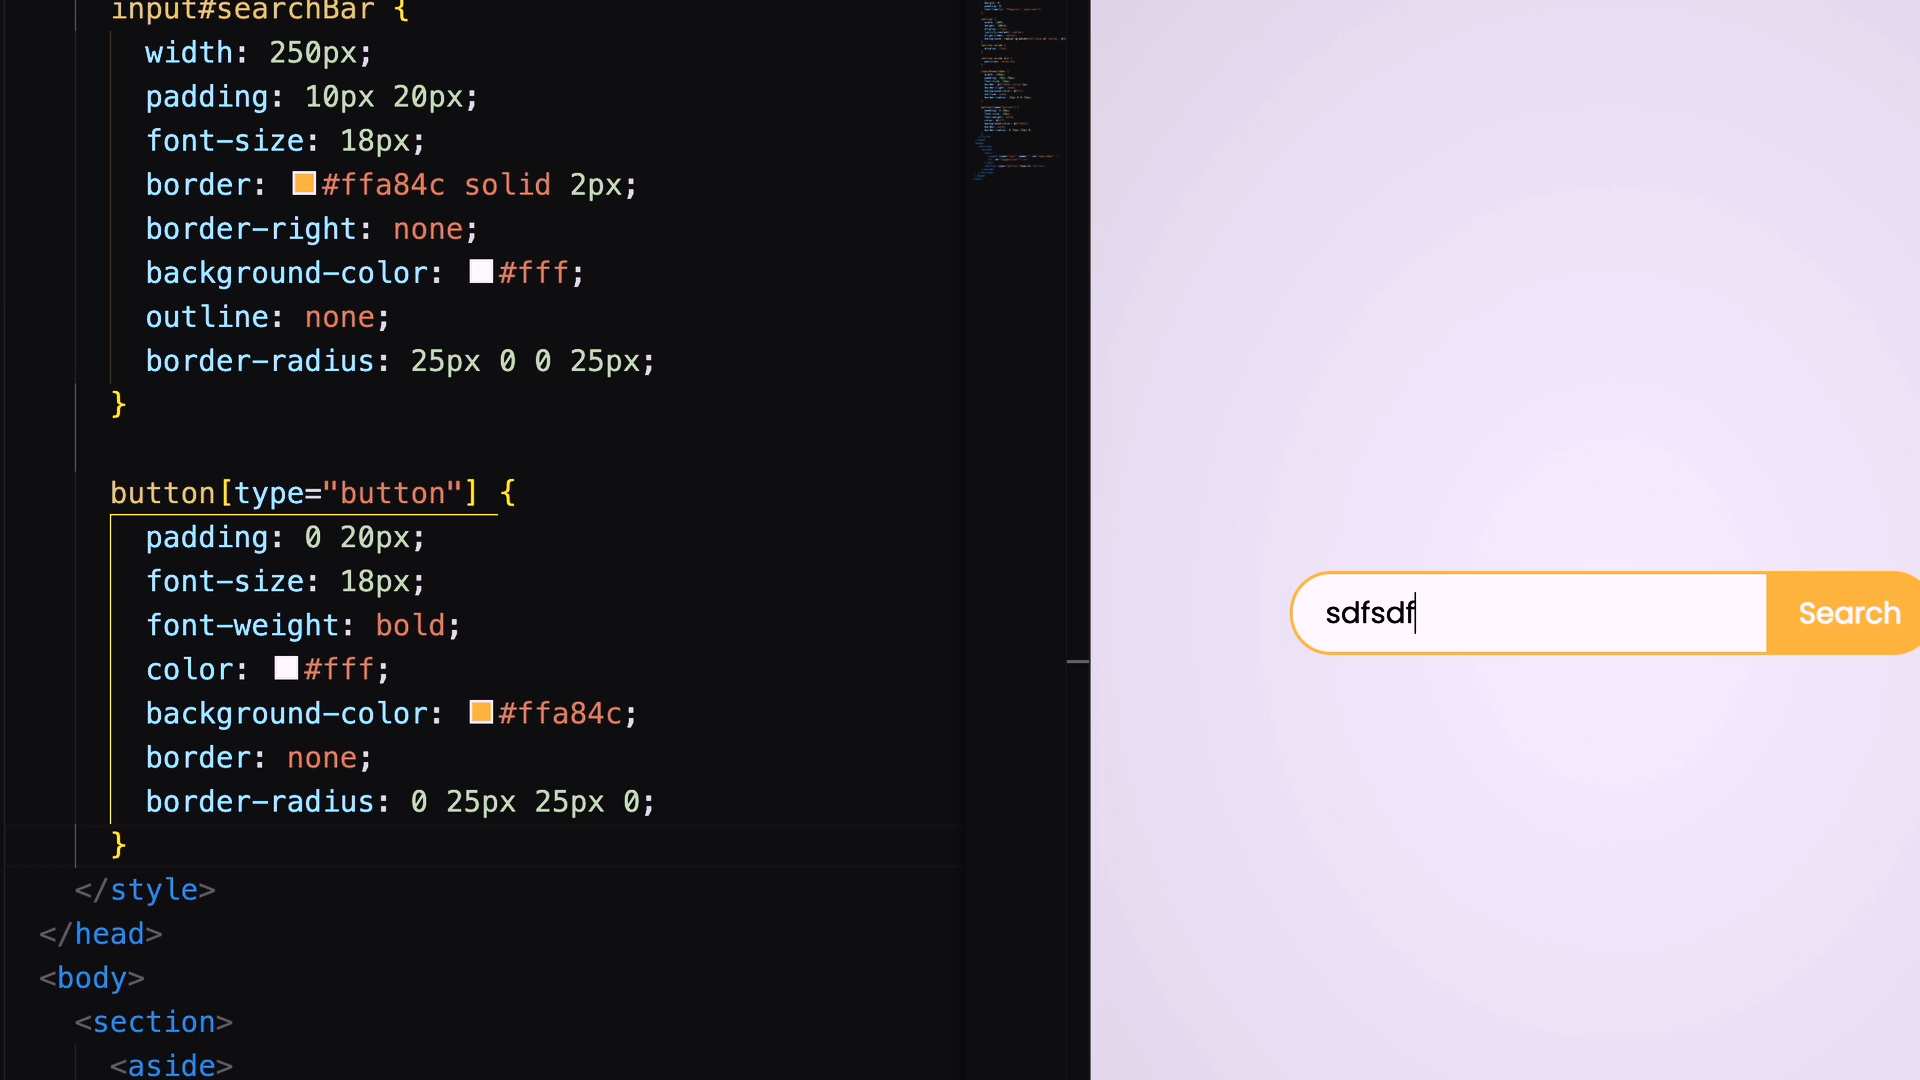 input#searchBar {
width: 250px;
padding: 10px 20px;
font-size: 18px;
border: #ffa84c solid 2px;
border-right: none;
background-color: #fff;
outline: none;
border-radius: 25px 0 0 25px;
}
button[type="button"] {
padding: 0 20px;
font-size: 18px;
font-weight: bold;
color: #fff;
background-color: #ffa84c;
border: none;
border-radius: 0 25px 25px 0;
}
</style>
</head>
<body>
<section>
<aside>
sdfsdf
Search